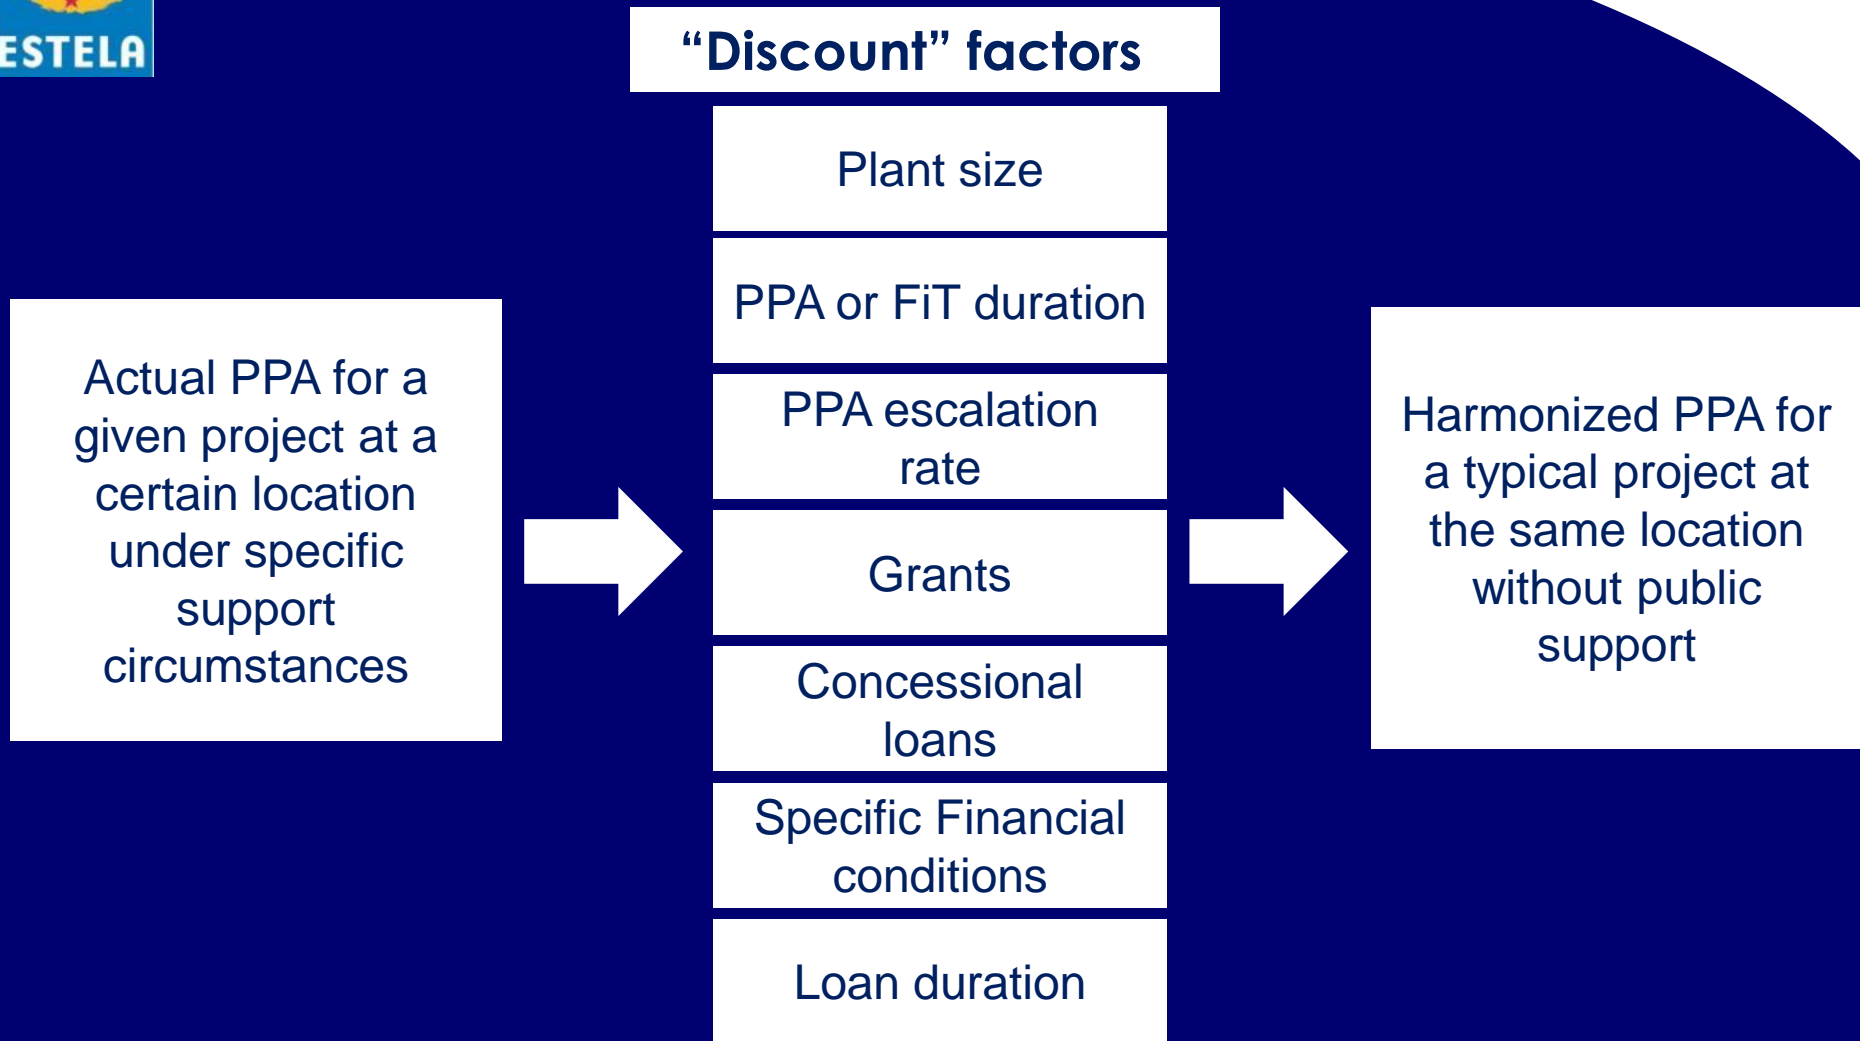 ESTELA
“Discount” factors
Plant size
PPA or FiT duration
PPA escalation
rate
Grants
Concessional
loans
Specific Financial
conditions
Loan duration
Actual PPA for a
given project at a
certain location
under specific
support
circumstances
Harmonized PPA for
a typical project at
the same location
without public
support